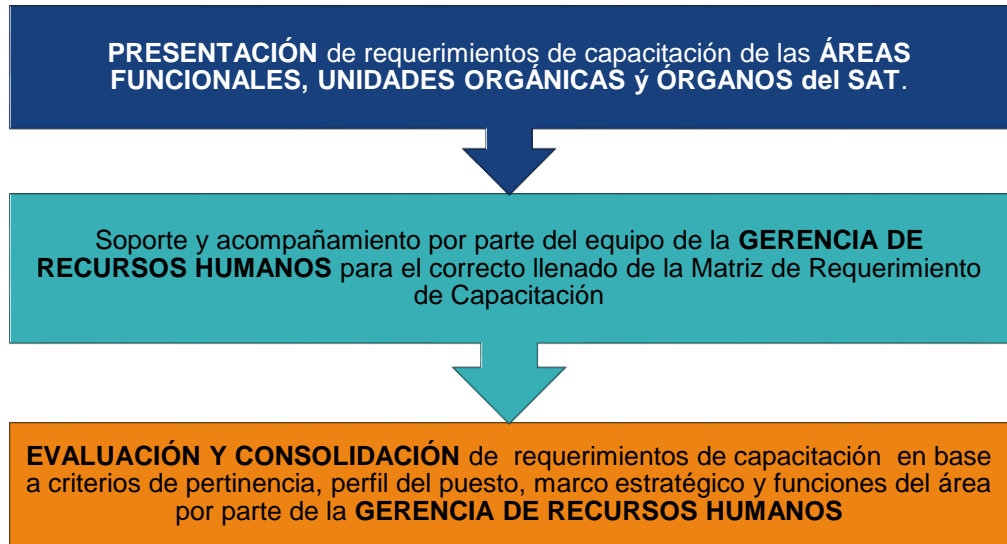 PRESENTACIÓN de requerimientos de capacitación de las ÁREAS
FUNCIONALES, UNIDADES ORGÁNICAS ý ÓRGANOS del SAT.
Soporte y acompañamiento por parte del equipo de la GERENCIA DE
RECURSOS HUMANOS para el correcto llenado de la Matriz de Requerimiento
de Capacitación
EVALUACIÓN Y CONSOLIDACIÓN de requerimientos de capacitación en base
a criterios de pertinencia, perfil del puesto, marco estratégico y funciones del área
por parte de la GERENCIA DE RECURSOS HUMANOS